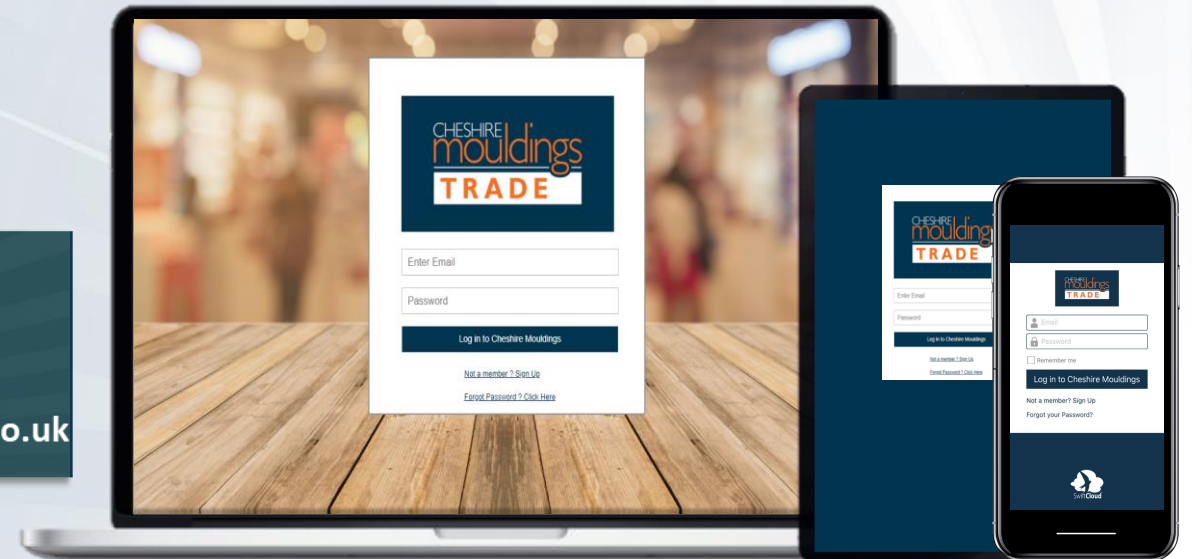 o.uk
CHESHIRE
mouldings
TRADE
Enter Email
Password
Log in to Cheshire Mouldings
Not a member ? Sign Up
Forgot Password ? Click Here
CHESHIRE
moulding
TRADE
Enter Email
Password
Log in to Cheshire Mouldings
Not a member ? Sign Up
Forgot Password ? Click Here
CHESHIRE
mouldings
TRADE
Email
Password
Remember me
Log in to Cheshire Mouldings
Not a member? Sign Up
Forgot your Password?
SwiftCloud